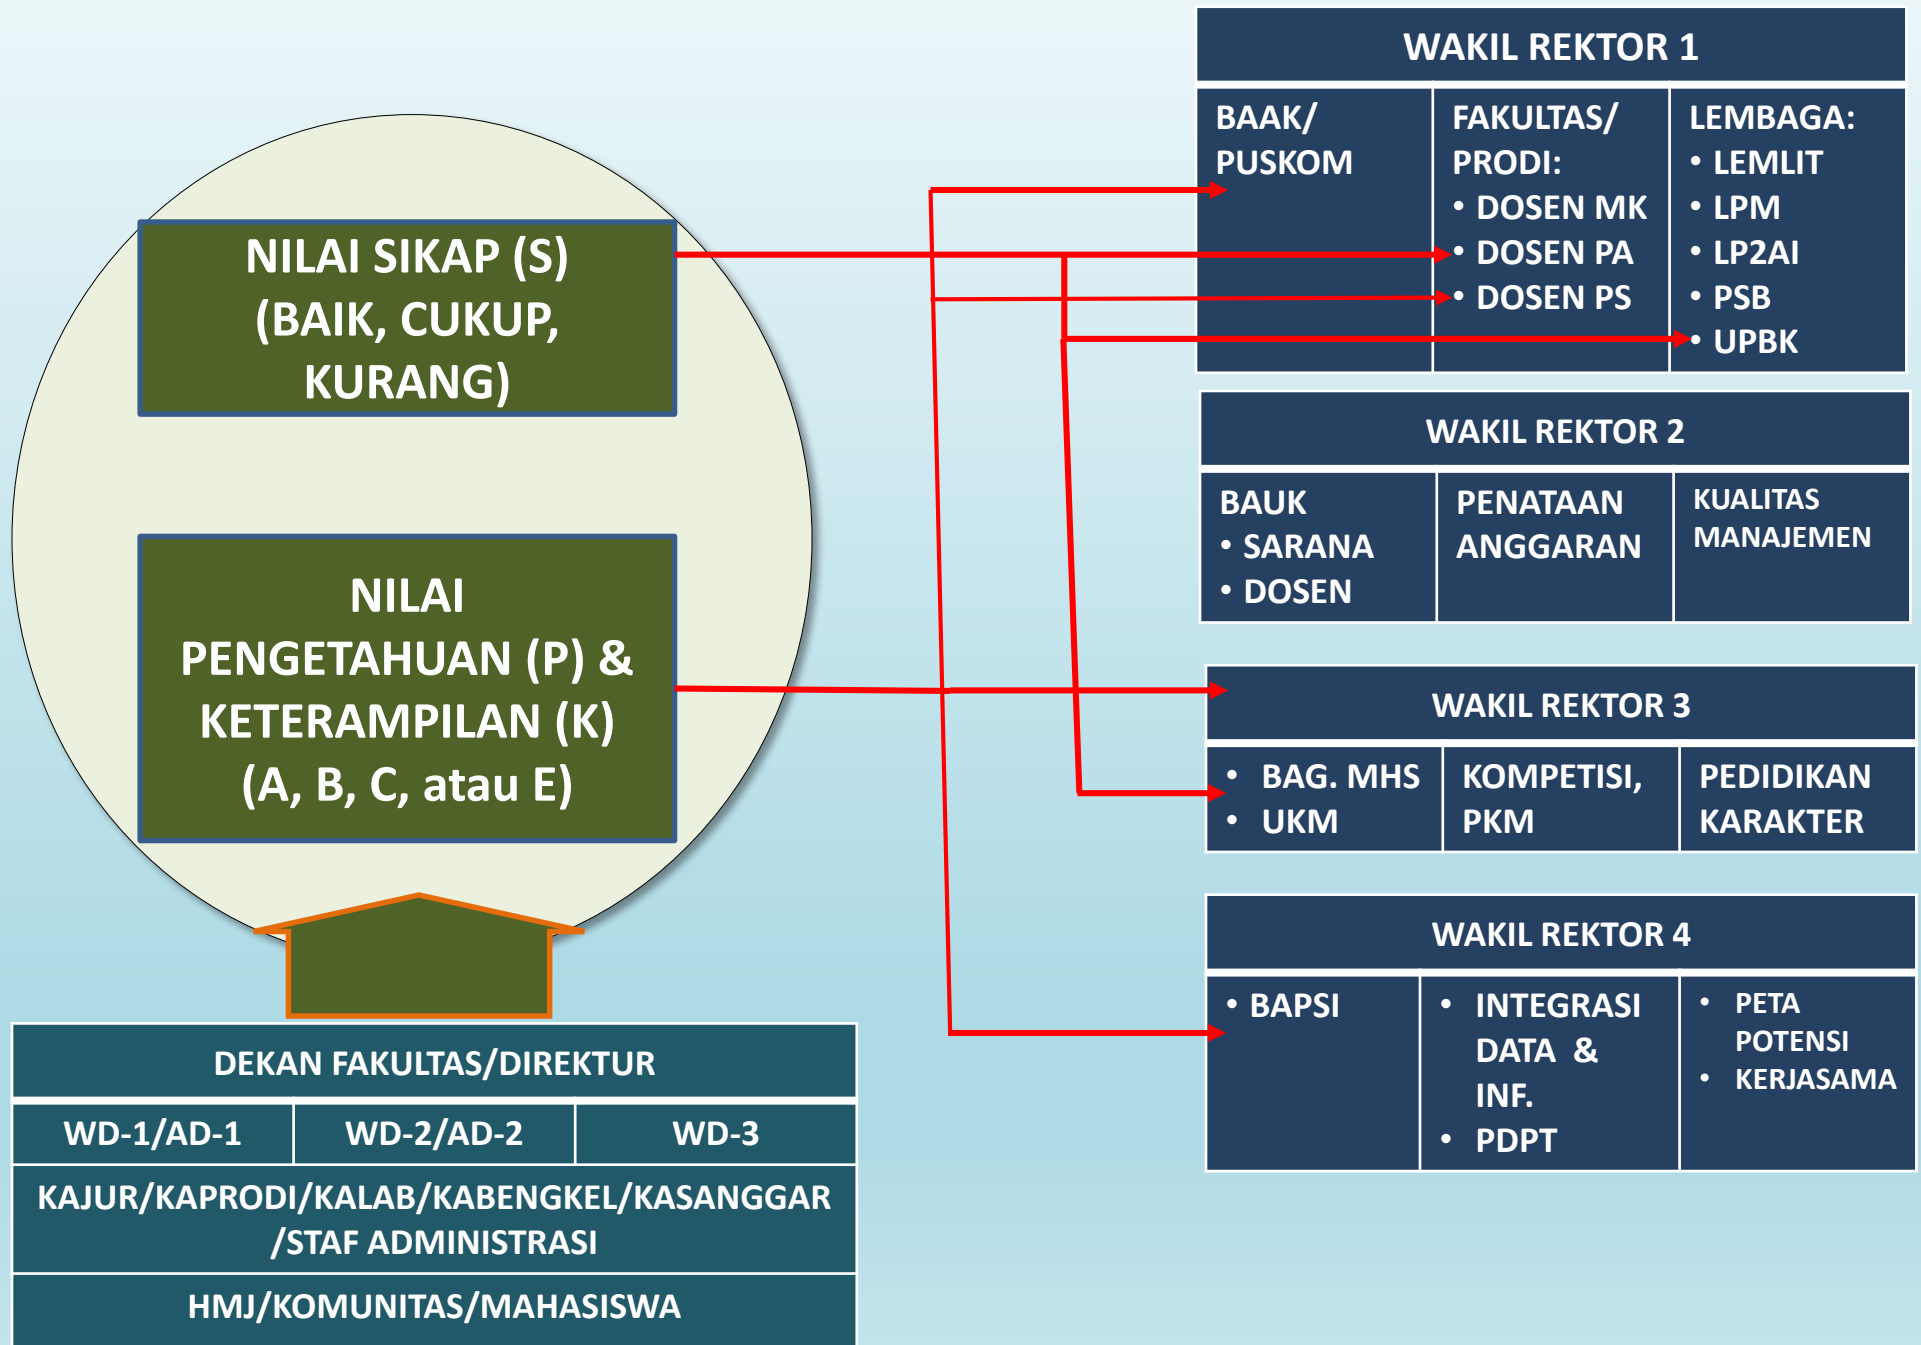 NILAI SIKAP (S)
(BAIK, CUKUP,
KURANG)
NILAI
PENGETAHUAN (P) &
KETERAMPILAN (K)
(A, B, C, atau E)
DEKAN FAKULTAS/DIREKTUR
WD-1/AD-1
WD-2/AD-2
WD-3
KAJUR/KAPRODI/KALAB/KABENGKEL/KASANGGAR
/STAF ADMINISTRASI
HMJ/KOMUNITAS/MAHASISWA
WAKIL REKTOR 1
BAAK/
PUSKOM
FAKULTAS/
PRODI:
• DOSEN MK
• DOSEN PA
• DOSEN PS
LEMBAGA:
• LEMLIT
• LPM
• LP2AI
• PSB
• UPBK
WAKIL REKTOR 2
BAUK
• SARANA
• DOSEN
PENATAAN
ANGGARAN
KUALITAS
MANAJEMEN
WAKIL REKTOR 3
• BAG. MHS
• UKM
KOMPETISI,
PKM
PEDIDIKAN
KARAKTER
WAKIL REKTOR 4
• BAPSI
• INTEGRASI
DATA &
INF.
• PDPT
• PETA
POTENSI
• KERJASAMA